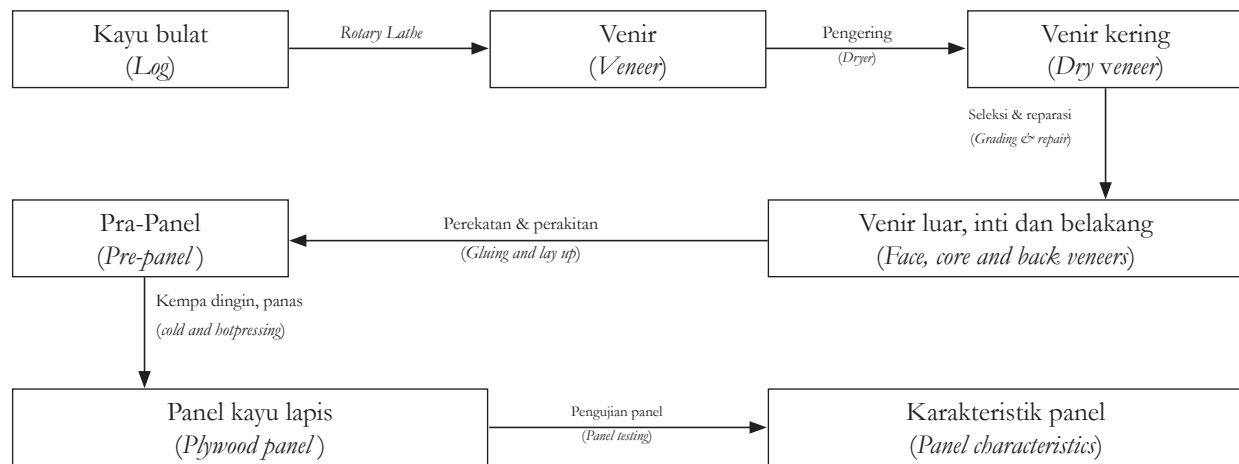 Kayu bulat
(Log)
Rotary Lathe
Venir
(Veneer)
Pengering
(Dryer)
Venir kering
(Dry veneer)
Seleksi & reparasi
(Grading & repair)
Venir luar, inti dan belakang
(Face, core and back veneers)
Perekatan & perakitan
(Gluing and lay up)
Pra-Panel
(Pre-panel )
Kempa dingin, panas
(cold and hotpressing)
Panel kayu lapis
(Plywood panel )
Pengujian panel
(Panel testing)
Karakteristik panel
(Panel characteristics)